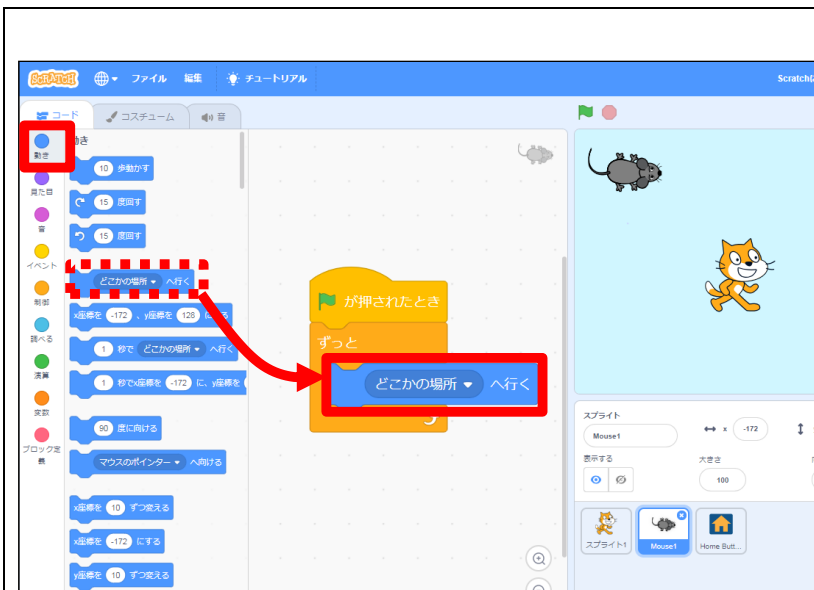 SCRATCH ファイル 編集 チュートリアル
コード コスチューム 音
動き
動き
見た目
音
イベント
制御
調べる
演算
変数
ブロック定義
10 歩動かす
15 度回す
15 度回す
どこかの場所 へ行く
x座標を -172 、y座標を 128 に
1 秒で どこかの場所 へ行く
1 秒でx座標を -172 に、y座標を
90 度に向ける
マウスのポインター へ向ける
x座標を 10 ずつ変える
x座標を -172 にする
y座標を 10 ずつ変える
が押されたとき
ずっと
どこかの場所 へ行く
スプライト
Mouse1
x -172
表示する
大きさ
100
スプライト1
Mouse1
Home Butt...